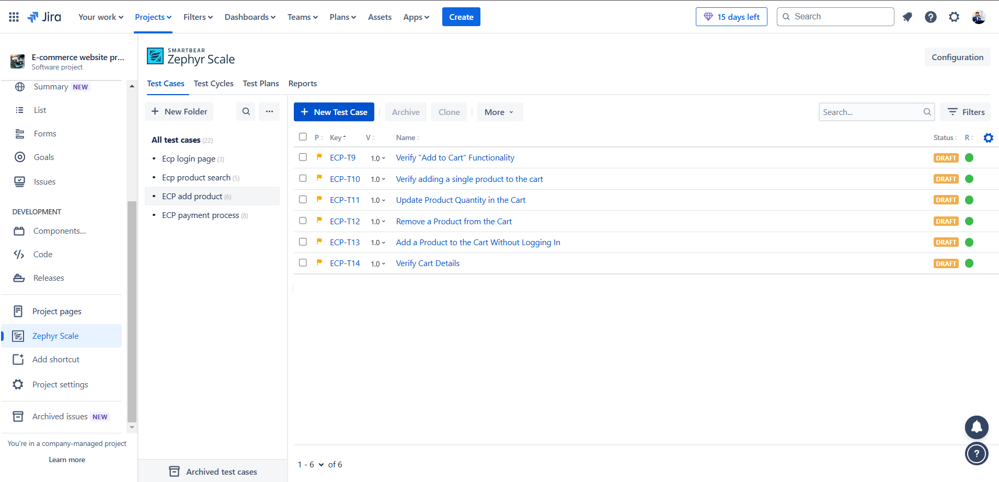 Jira
Your work
Projects
Filters
Dashboards
Teams
Plans
Assets
Apps
Create
15 days left
Search
E-commerce website pr...
Software project
Summary NEW
List
Forms
Goals
Issues
DEVELOPMENT
Components...
Code
Releases
Project pages
Zephyr Scale
Add shortcut
Project settings
Archived issues NEW
You're in a company-managed project
Learn more
SMARTBEAR
Zephyr Scale
Configuration
Test Cases
Test Cycles
Test Plans
Reports
+ New Folder
...
All test cases (22)
• Ecp login page (3)
• Ecp product search (5)
• ECP add product (6)
• ECP payment process (8)
Archived test cases
+ New Test Case
Archive
Clone
More
Search...
Filters
P Key V Name Status R
ECP-T9 1.0 Verify "Add to Cart" Functionality DRAFT
ECP-T10 1.0 Verify adding a single product to the cart DRAFT
ECP-T11 1.0 Update Product Quantity in the Cart DRAFT
ECP-T12 1.0 Remove a Product from the Cart DRAFT
ECP-T13 1.0 Add a Product to the Cart Without Logging In DRAFT
ECP-T14 1.0 Verify Cart Details DRAFT
1 - 6 of 6